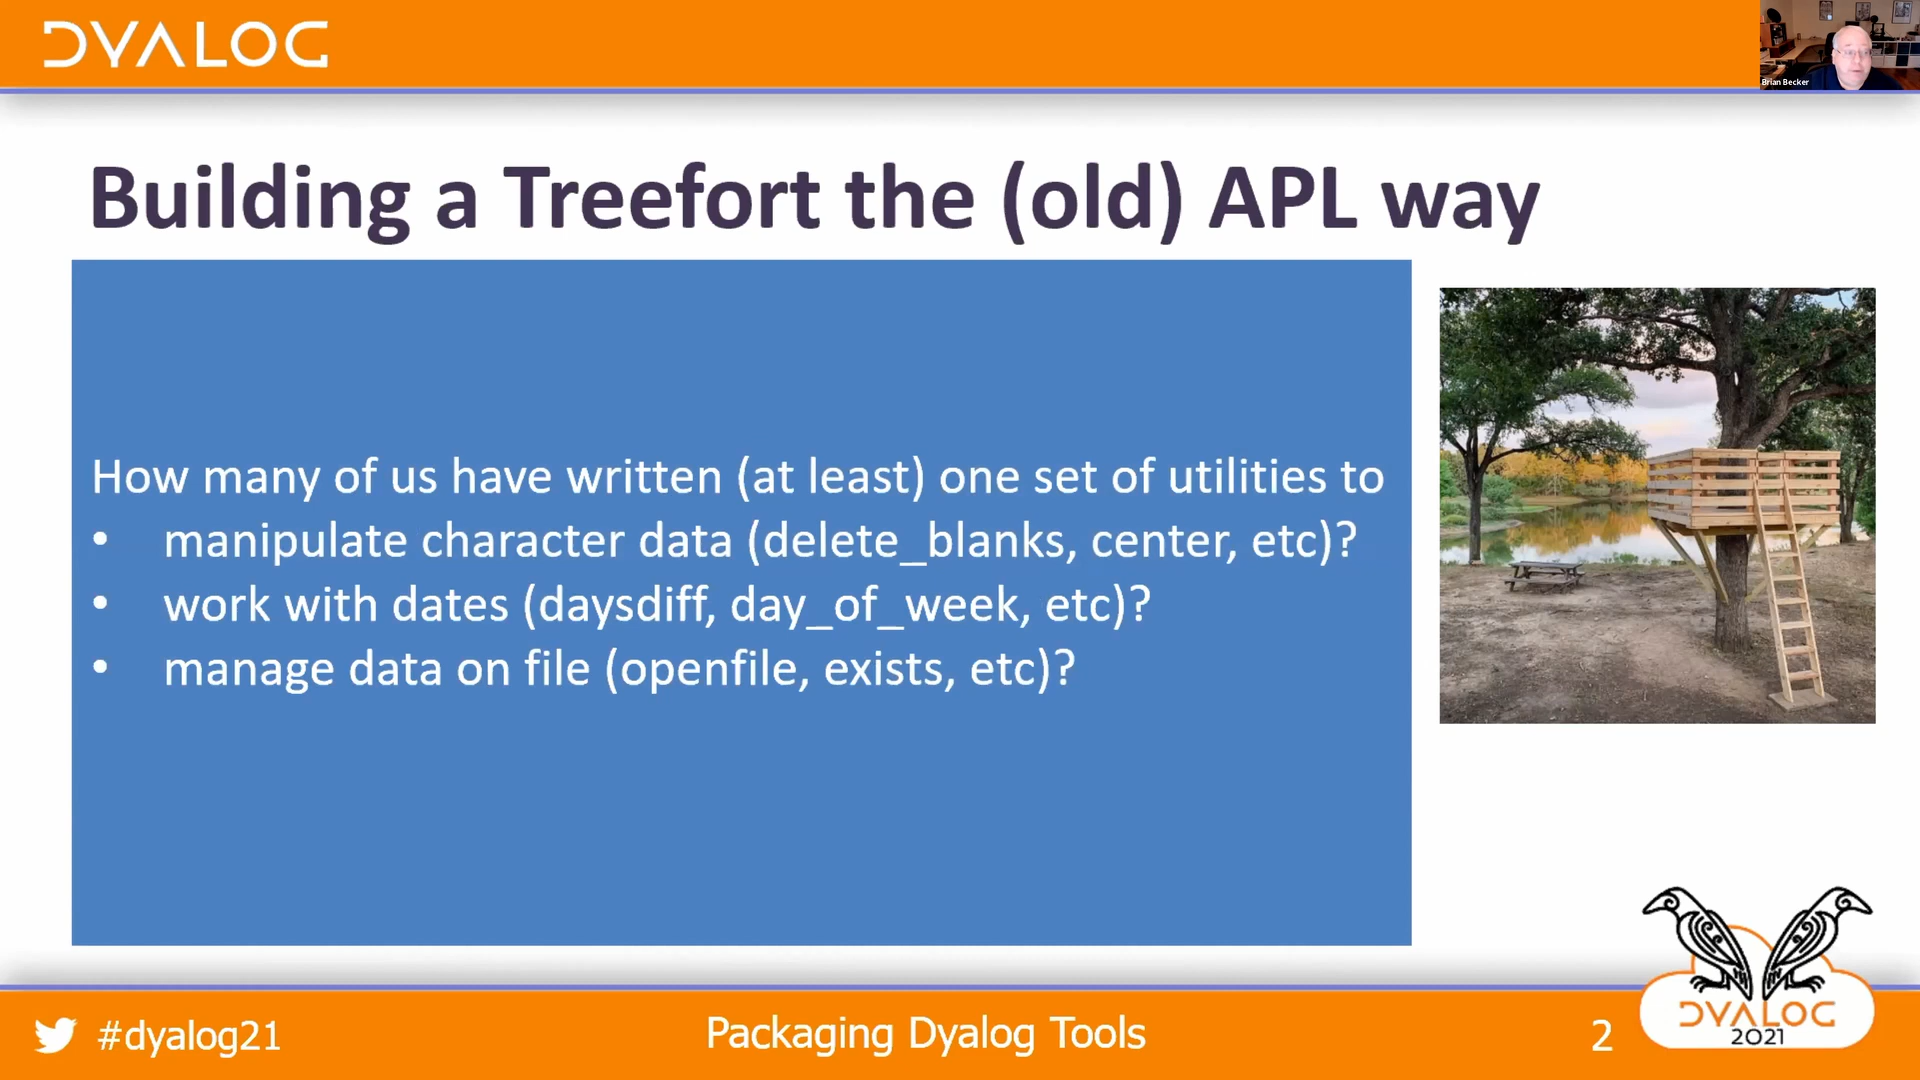 DYALOG
Brian Becker
Building a Treefort the (old) APL way
How many of us have written (at least) one set of utilities to
• manipulate character data (delete_blanks, center, etc)?
• work with dates (daysdiff, day_of_week, etc)?
• manage data on file (openfile, exists, etc)?
#dyalog21
Packaging Dyalog Tools
2
DYALOG
2021